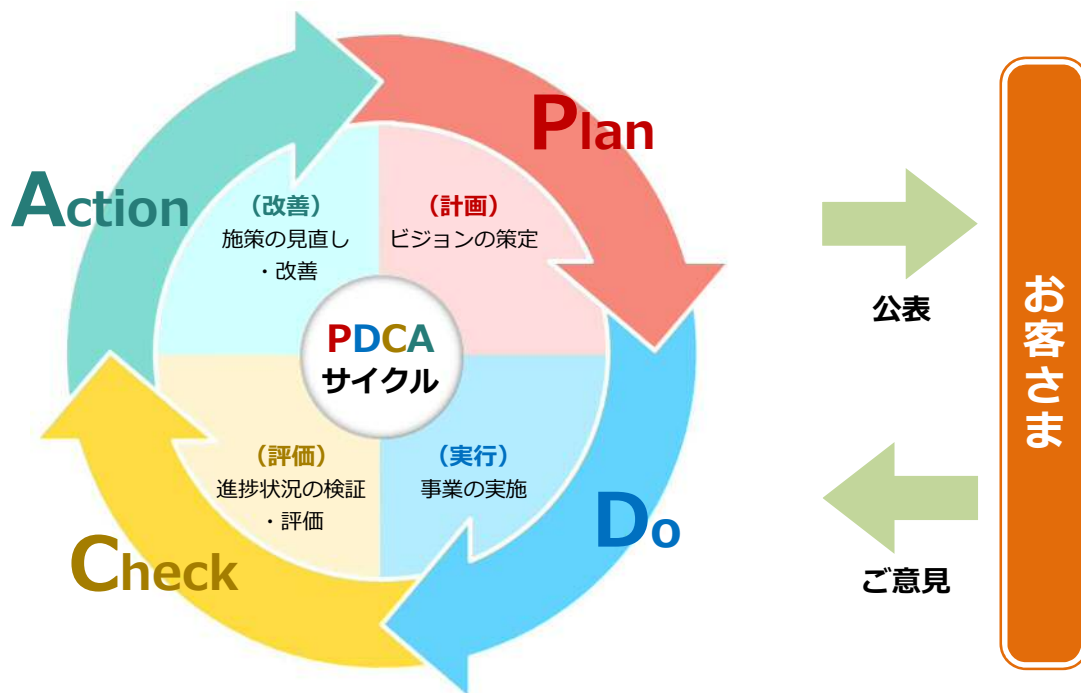 Plan
Action
（改善）
施策の見直し
・改善
（計画）
ビジョンの策定
PDCA
サイクル
（評価）
進捗状況の検証
・評価
（実行）
事業の実施
Do
Check
公表
ご意見
お客さま